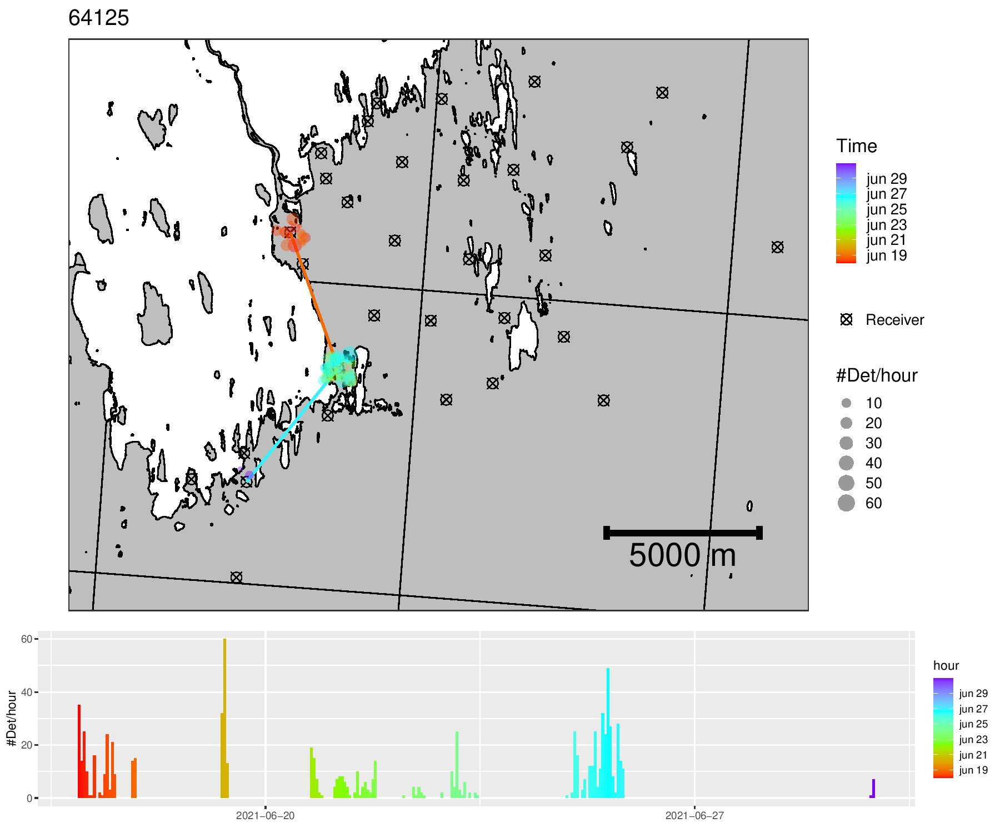 64125
Time
jun 29
jun 27
jun 25
jun 23
jun 21
jun 19
Receiver
#Det/hour
10
20
30
40
50
60
5000 m
60
40
20
0
#Det/hour
2021−06−20
2021−06−27
hour
jun 29
jun 27
jun 25
jun 23
jun 21
jun 19